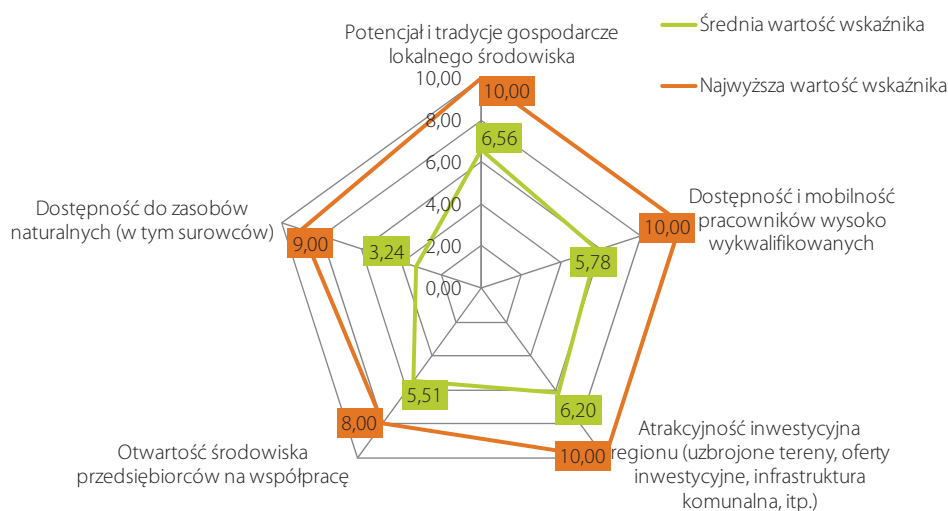 Potencjał i tradycje gospodarcze
lokalnego środowiska
Średnia wartość wskaźnika
Najwyższa wartość wskaźnika
10,00
8,00
6,00
4,00
2,00
0,00
10,00
6,56
Dostępność i mobilność
pracowników wysoko
wykwalifikowanych
10,00
5,78
Atrakcyjność inwestycyjna
regionu (uzbrojone tereny, oferty
inwestycyjne, infrastruktura
komunalna, itp.)
10,00
6,20
Otwartość środowiska
przedsiębiorców na współpracę
8,00
5,51
Dostępność do zasobów
naturalnych (w tym surowców)
9,00
3,24